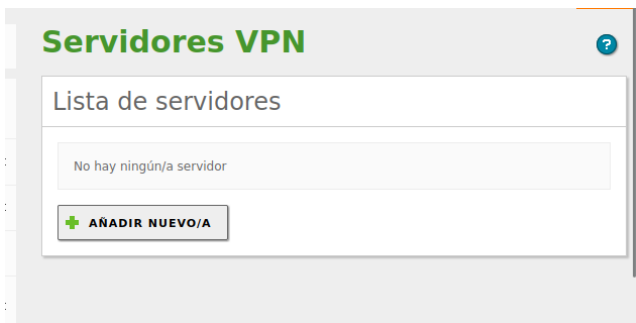 Servidores VPN
?
Lista de servidores
No hay ningún/a servidor
AÑADIR NUEVO/A